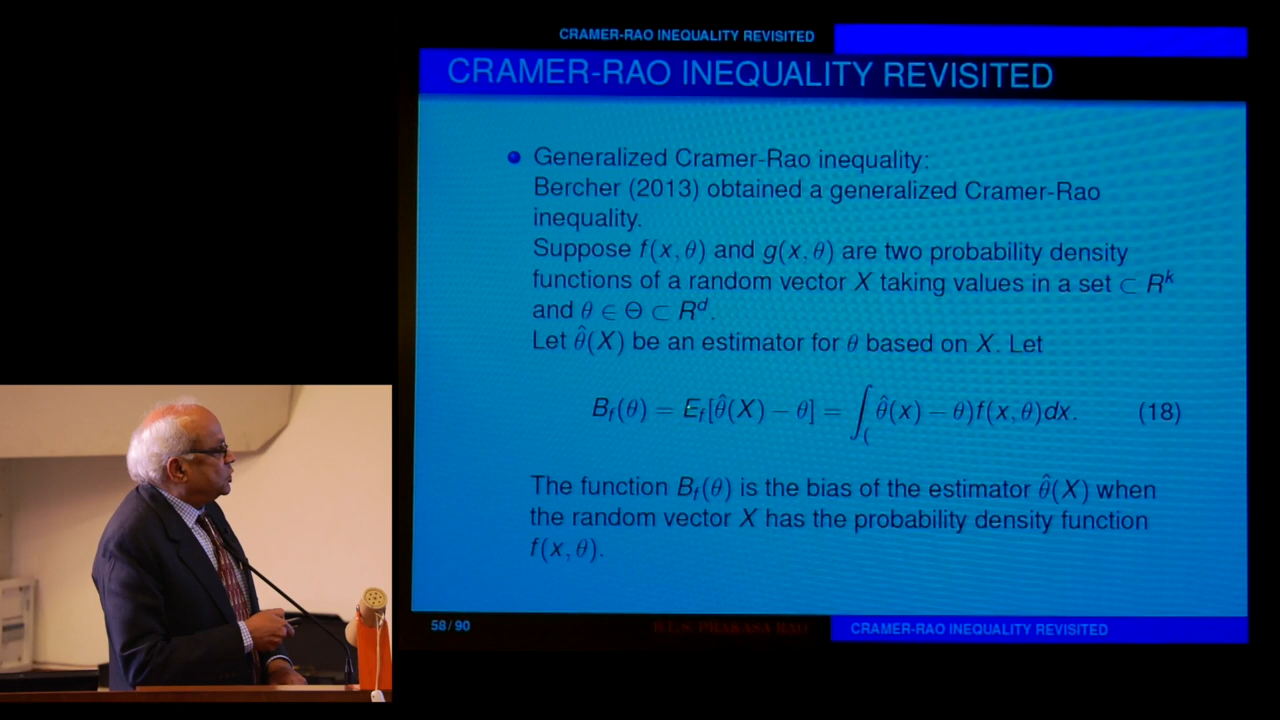 CRAMER-RAO INEQUALITY REVISITED
CRAMER-RAO INEQUALITY REVISITED
Generalized Cramer-Rao inequality:
Bercher (2013) obtained a generalized Cramer-Rao
inequality.
Suppose f(x, θ) and g(x, θ) are two probability density
functions of a random vector X taking values in a set ⊂ R^k
and θ ∈ Θ ⊂ R^d.
Let θ̂(X) be an estimator for θ based on X. Let
B_f(θ) = E_f[θ̂(X) − θ] = ∫_( θ̂(x) − θ)f(x, θ)dx. (18)
The function B_f(θ) is the bias of the estimator θ̂(X) when
the random vector X has the probability density function
f(x, θ).
58/90 B.L.S. PRAKASA RAO CRAMER-RAO INEQUALITY REVISITED